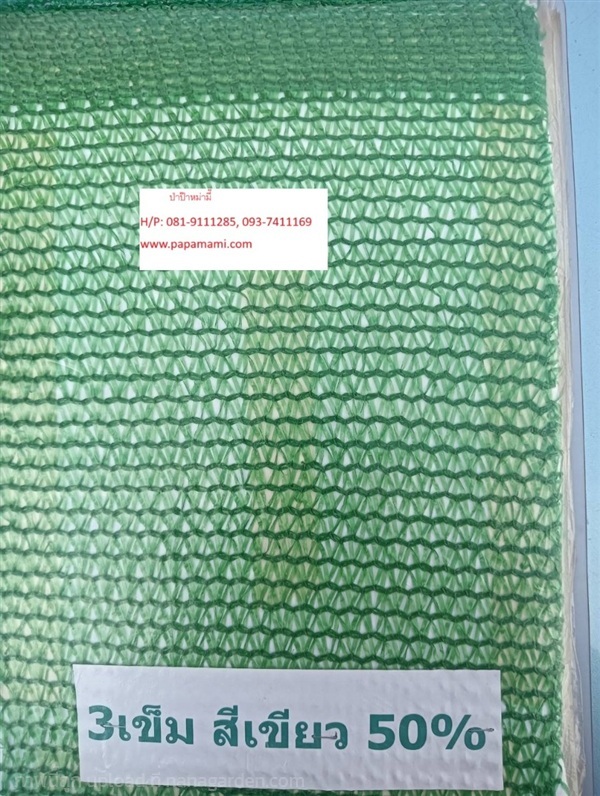 ป่าป๊าหม่ามี๊
H/P: 081-9111285, 093-7411169
www.papamami.com
3เข็ม สีเขียว 50%